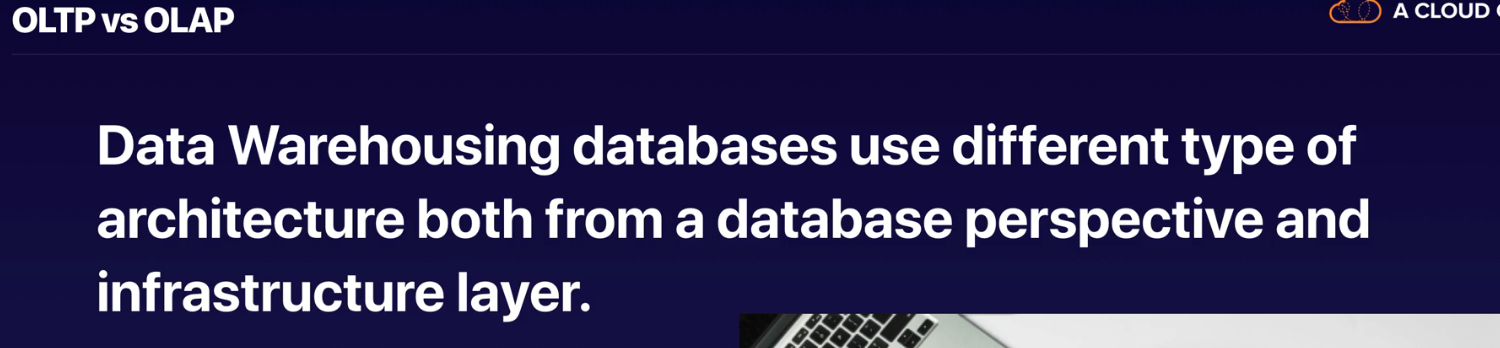 OLTP vs OLAP
A CLOUD
Data Warehousing databases use different type of
architecture both from a database perspective and
infrastructure layer.